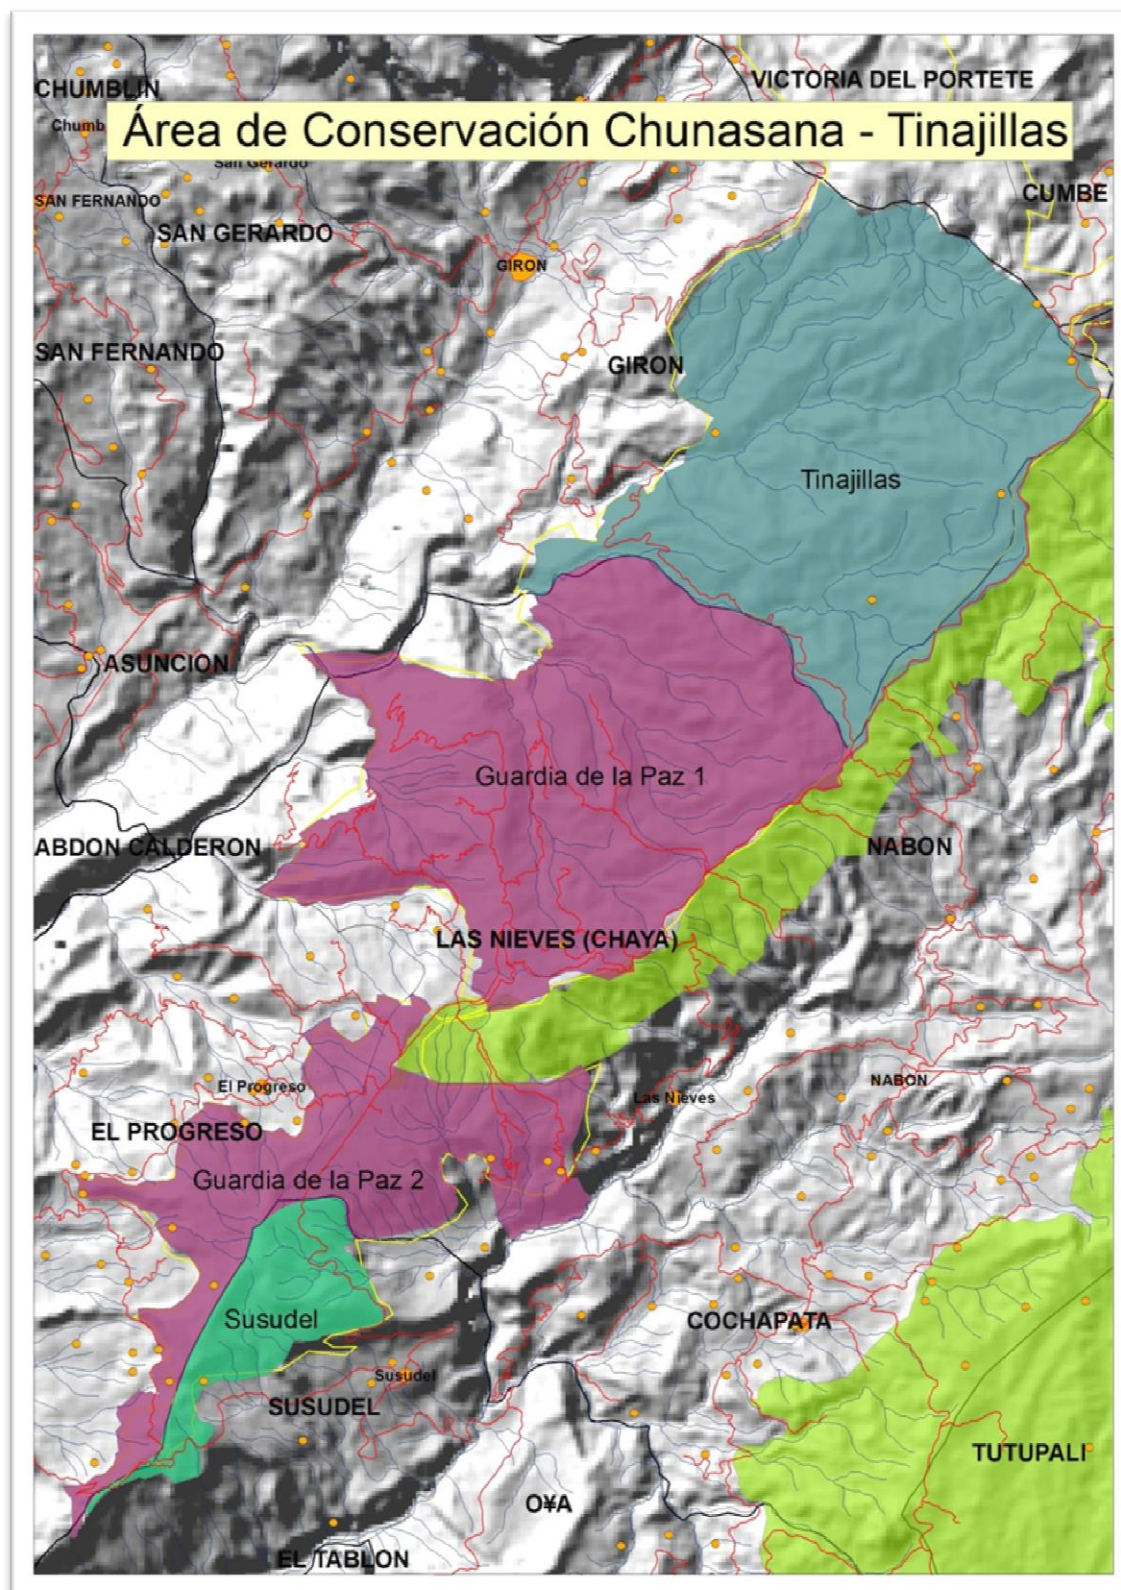 CHUMBLIN
VICTORIA DEL PORTETE
Chumb
Área de Conservación Chunasana - Tinajillas
San Gerardo
SAN FERNANDO
CUMBE
SAN GERARDO
GIRON
SAN FERNANDO
GIRON
Tinajillas
ASUNCION
Guardia de la Paz 1
ABDON CALDERON
NABON
LAS NIEVES (CHAYA)
El Progreso
NABON
Las Nieves
EL PROGRESO
Guardia de la Paz 2
Susudel
COCHAPATA
Susudel
SUSUDEL
TUTUPALI
O¥A
EL TABLON